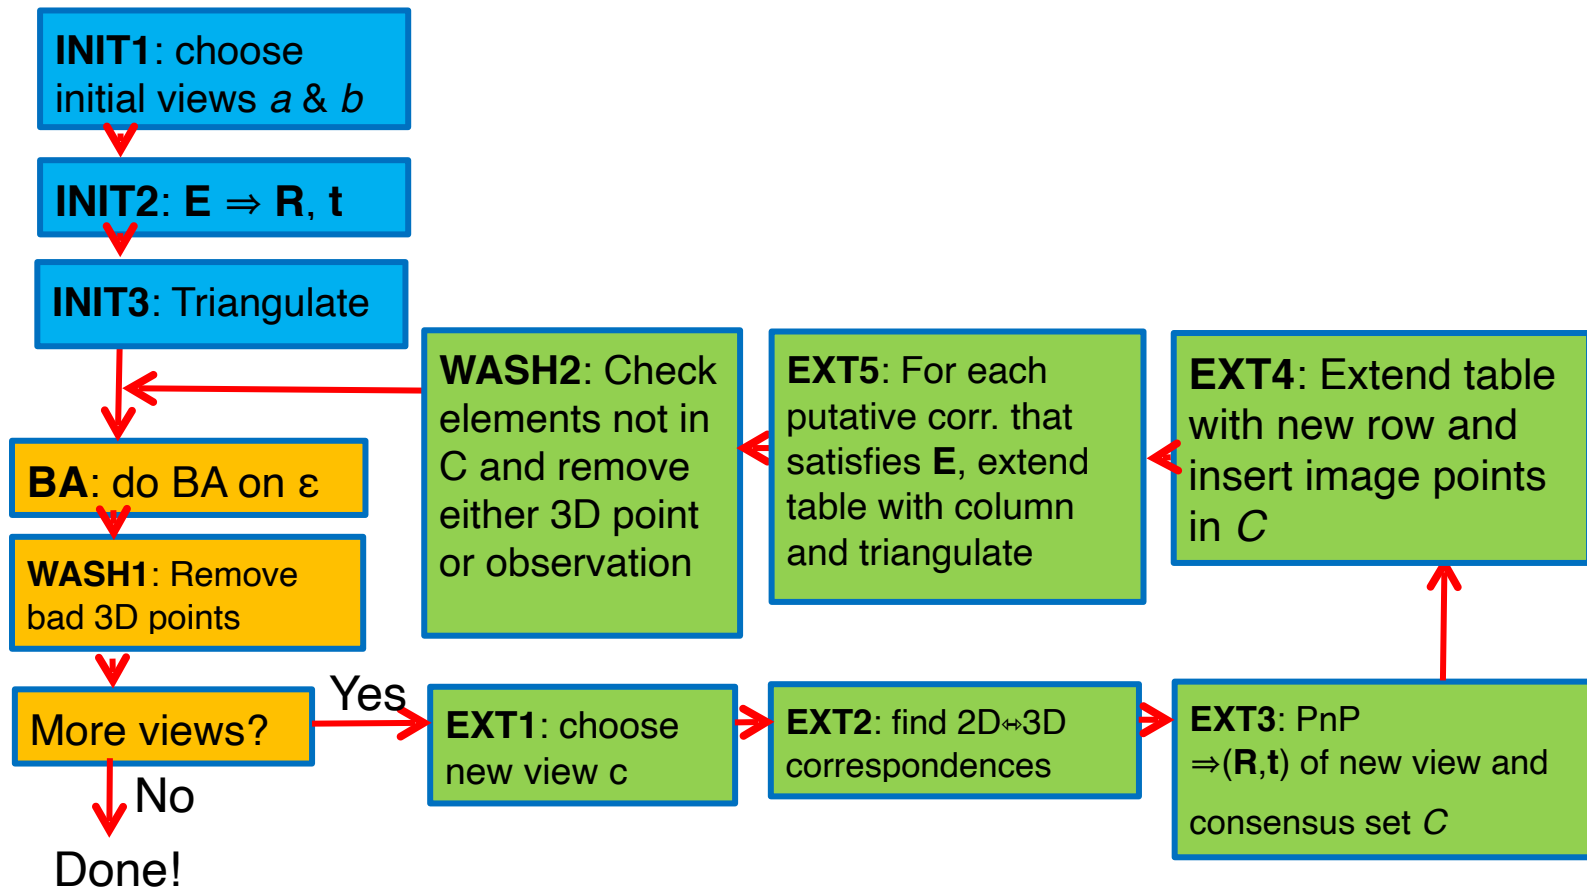 INIT1: choose
initial views a & b
INIT2: E ⇒ R, t
INIT3: Triangulate
BA: do BA on ε
WASH1: Remove
bad 3D points
More views?
Yes
No
Done!
EXT1: choose
new view c
EXT2: find 2D⇔3D
correspondences
EXT3: PnP
⇒(R,t) of new view and
consensus set C
EXT4: Extend table
with new row and
insert image points
in C
EXT5: For each
putative corr. that
satisfies E, extend
table with column
and triangulate
WASH2: Check
elements not in
C and remove
either 3D point
or observation